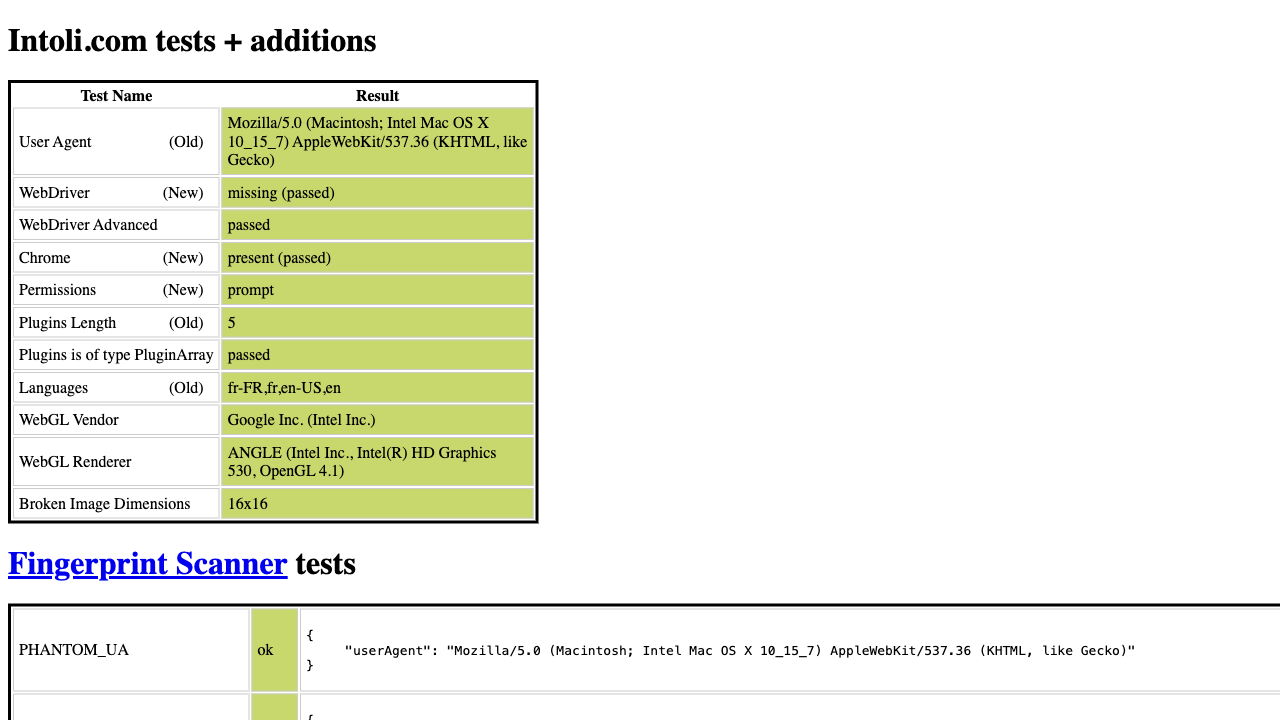 Intoli.com tests + additions
Test Name Result
User Agent (Old) Mozilla/5.0 (Macintosh; Intel Mac OS X
10_15_7) AppleWebKit/537.36 (KHTML, like
Gecko)
WebDriver (New) missing (passed)
WebDriver Advanced passed
Chrome (New) present (passed)
Permissions (New) prompt
Plugins Length (Old) 5
Plugins is of type PluginArray passed
Languages (Old) fr-FR,fr,en-US,en
WebGL Vendor Google Inc. (Intel Inc.)
WebGL Renderer ANGLE (Intel Inc., Intel(R) HD Graphics
530, OpenGL 4.1)
Broken Image Dimensions 16x16
Fingerprint Scanner tests
PHANTOM_UA ok {
"userAgent": "Mozilla/5.0 (Macintosh; Intel Mac OS X 10_15_7) AppleWebKit/537.36 (KHTML, like Gecko)"
}
{